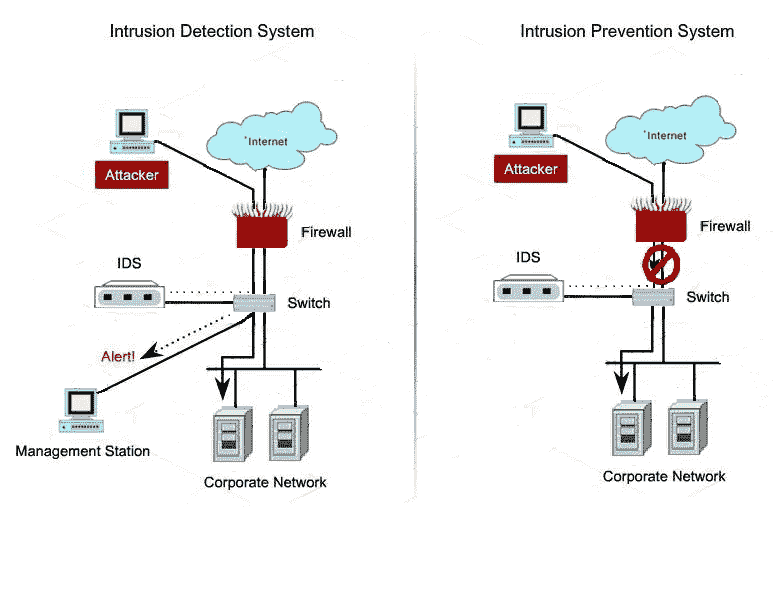 Intrusion Detection System
Internet
Attacker
Firewall
IDS
Switch
Alert!
Management Station
Corporate Network
Intrusion Prevention System
Internet
Attacker
Firewall
IDS
Switch
Corporate Network